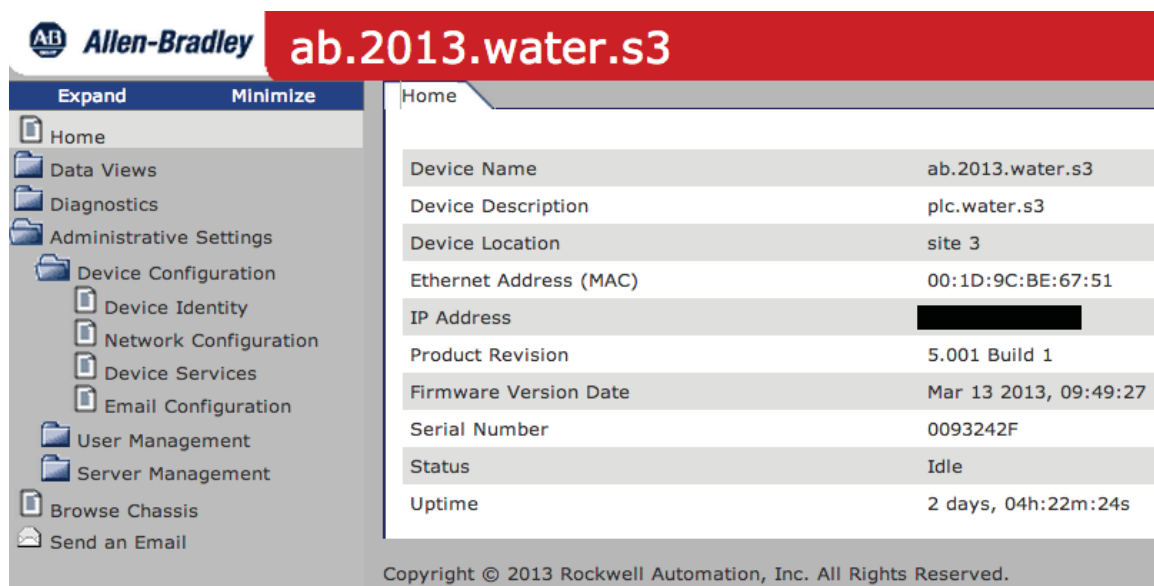 AB Allen-Bradley
ab.2013.water.s3
Expand Minimize
Home
Data Views
Diagnostics
Administrative Settings
Device Configuration
Device Identity
Network Configuration
Device Services
Email Configuration
User Management
Server Management
Browse Chassis
Send an Email
Home
Device Name ab.2013.water.s3
Device Description plc.water.s3
Device Location site 3
Ethernet Address (MAC) 00:1D:9C:BE:67:51
IP Address
Product Revision 5.001 Build 1
Firmware Version Date Mar 13 2013, 09:49:27
Serial Number 0093242F
Status Idle
Uptime 2 days, 04h:22m:24s
Copyright © 2013 Rockwell Automation, Inc. All Rights Reserved.